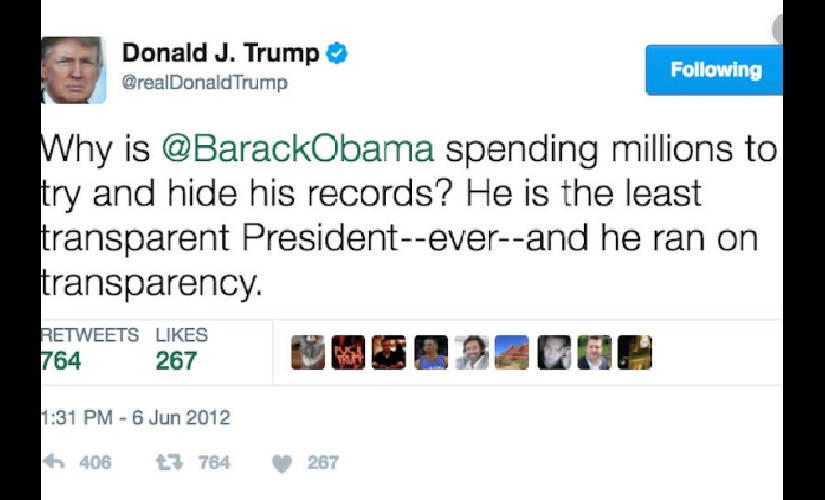 Donald J. Trump
@realDonaldTrump
Following
Why is @BarackObama spending millions to
try and hide his records? He is the least
transparent President--ever--and he ran on
transparency.
RETWEETS LIKES
764 267
1:31 PM - 6 Jun 2012
406 764 267